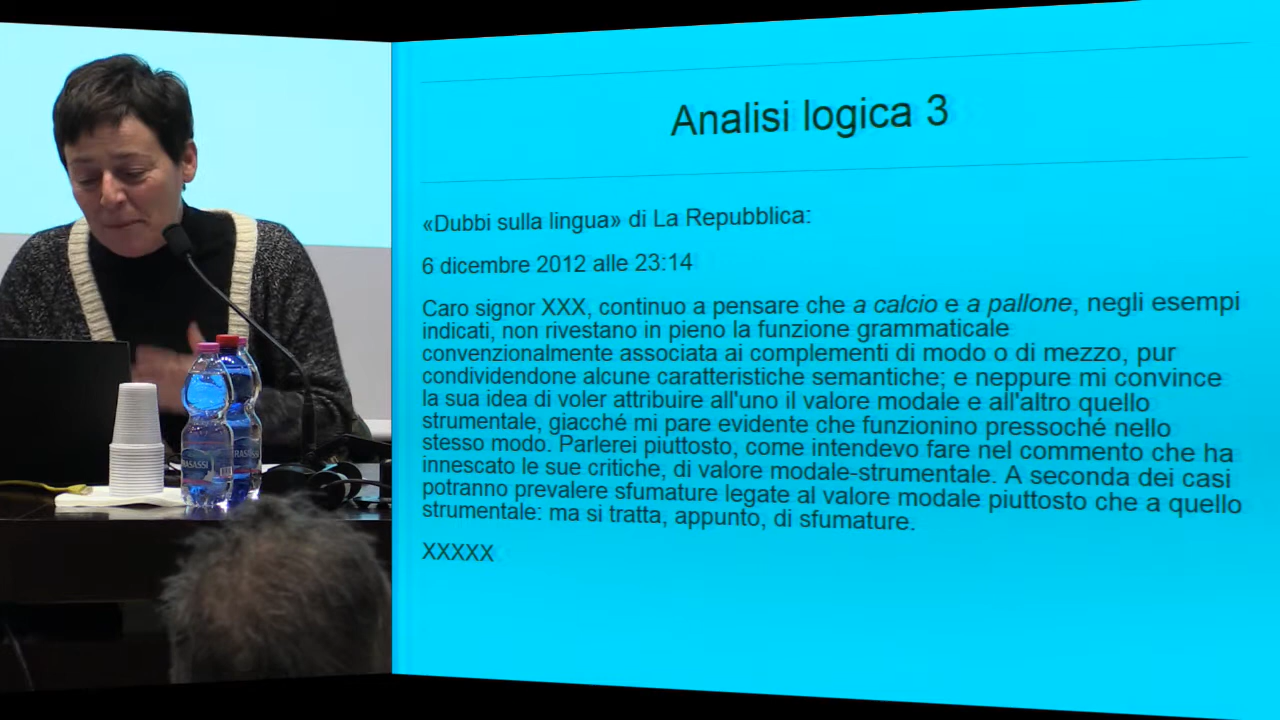 Analisi logica 3
«Dubbi sulla lingua» di La Repubblica:
6 dicembre 2012 alle 23:14
Caro signor XXX, continuo a pensare che a calcio e a pallone, negli esempi
indicati, non rivestano in pieno la funzione grammaticale
convenzionalmente associata ai complementi di modo o di mezzo, pur
condividendone alcune caratteristiche semantiche; e neppure mi convince
la sua idea di voler attribuire all'uno il valore modale e all'altro quello
strumentale, giacché mi pare evidente che funzionino pressoché nello
stesso modo. Parlerei piuttosto, come intendevo fare nel commento che ha
innescato le sue critiche, di valore modale-strumentale. A seconda dei casi
potranno prevalere sfumature legate al valore modale piuttosto che a quello
strumentale: ma si tratta, appunto, di sfumature.
XXXXX